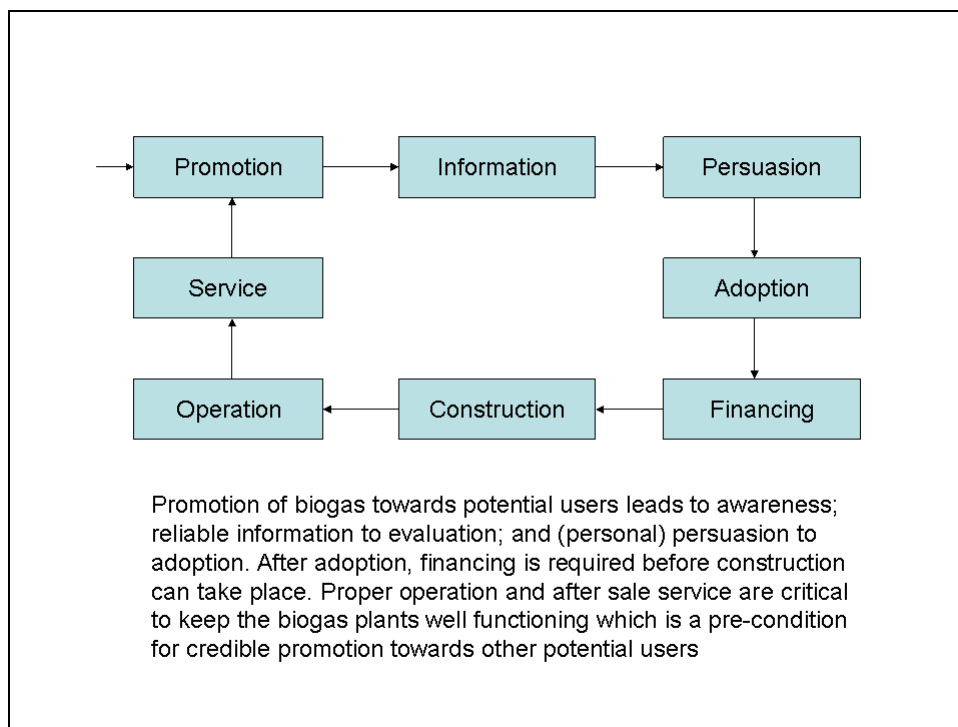 Promotion
Information
Persuasion
Service
Adoption
Operation
Construction
Financing
Promotion of biogas towards potential users leads to awareness;
reliable information to evaluation; and (personal) persuasion to
adoption. After adoption, financing is required before construction
can take place. Proper operation and after sale service are critical
to keep the biogas plants well functioning which is a pre-condition
for credible promotion towards other potential users